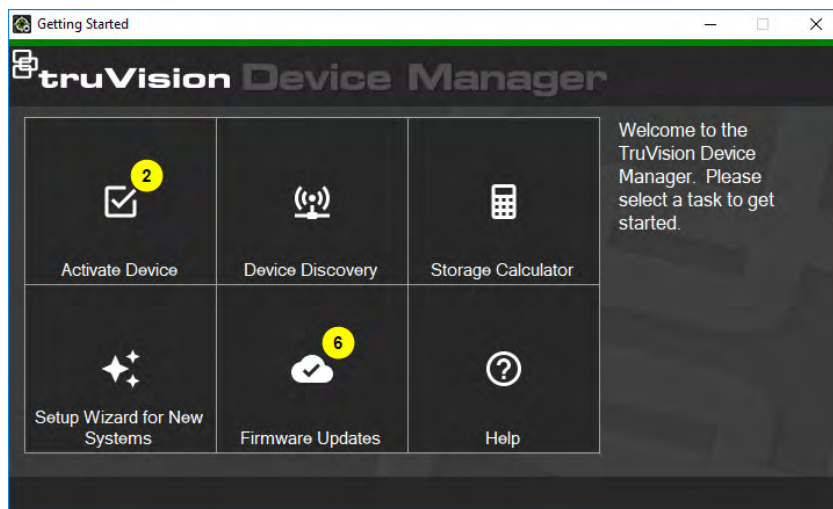 Getting Started
truVision Device Manager
2
Activate Device
Device Discovery
Storage Calculator
Setup Wizard for New
Systems
6
Firmware Updates
Help
Welcome to the
TruVision Device
Manager. Please
select a task to get
started.